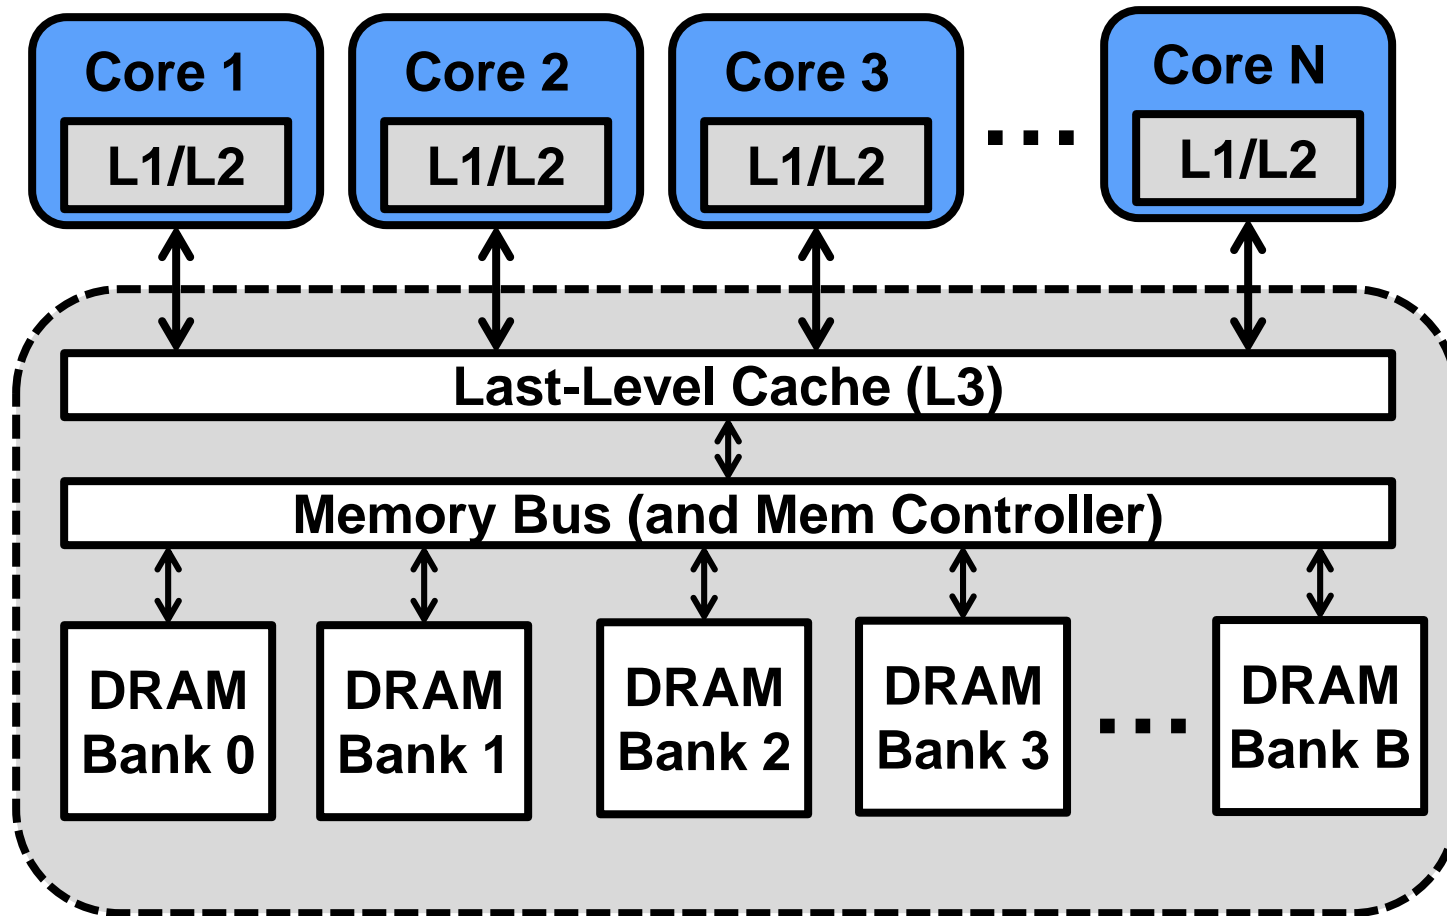 Core 1
Core 2
Core 3
Core N
L1/L2
L1/L2
L1/L2
...
L1/L2
Last-Level Cache (L3)
Memory Bus (and Mem Controller)
DRAM
Bank 0
DRAM
Bank 1
DRAM
Bank 2
DRAM
Bank 3
...
DRAM
Bank B